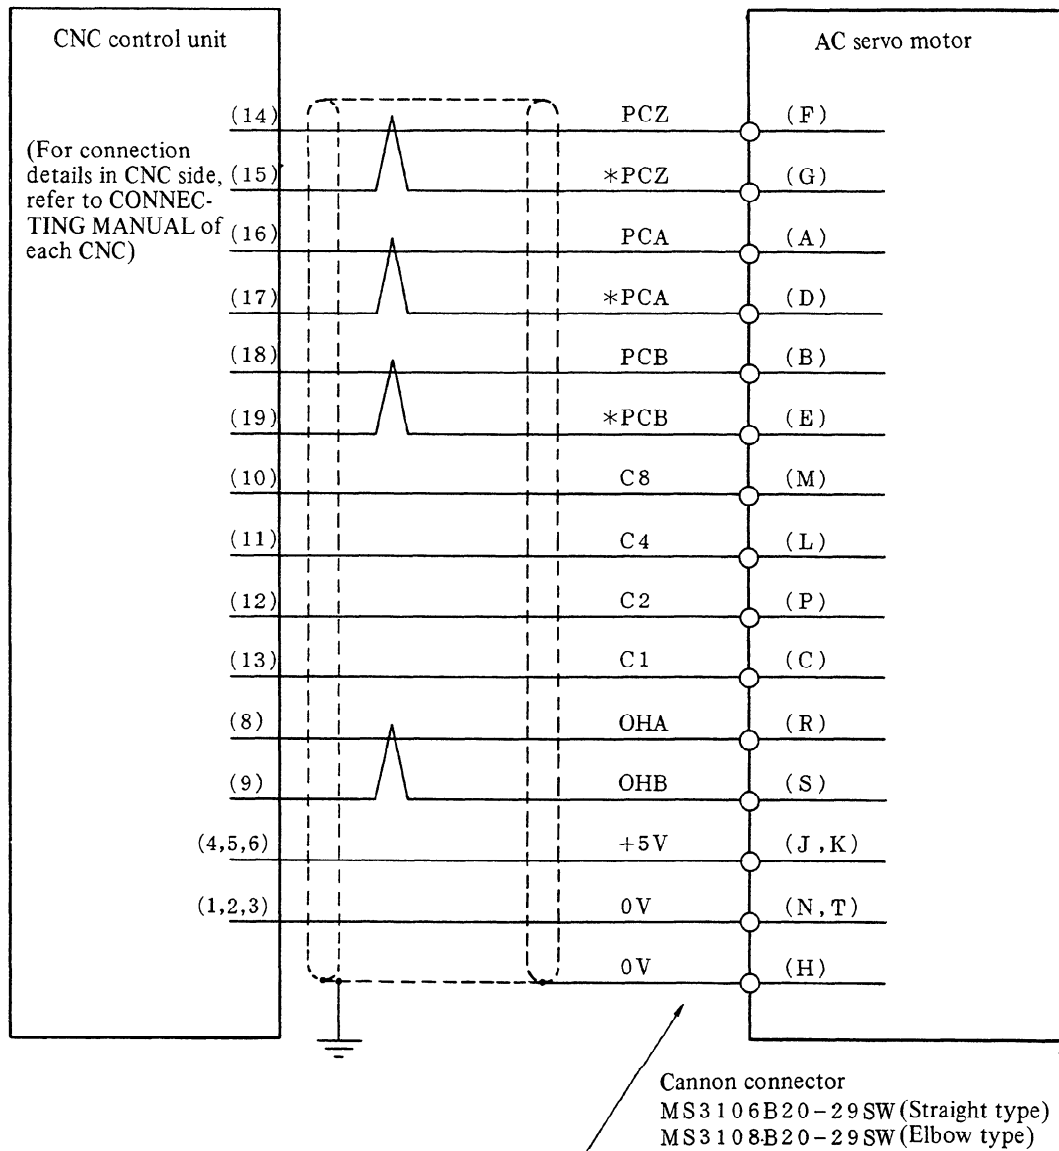 CNC control unit
AC servo motor
(For connection
details in CNC side,
refer to CONNEC-
TING MANUAL of
each CNC)
(14) PCZ (F)
(15) *PCZ (G)
(16) PCA (A)
(17) *PCA (D)
(18) PCB (B)
(19) *PCB (E)
(10) C8 (M)
(11) C4 (L)
(12) C2 (P)
(13) C1 (C)
(8) OHA (R)
(9) OHB (S)
(4,5,6) +5V (J,K)
(1,2,3) 0V (N,T)
0V (H)
Cannon connector
MS3106B20-29SW(Straight type)
MS3108B20-29SW(Elbow type)